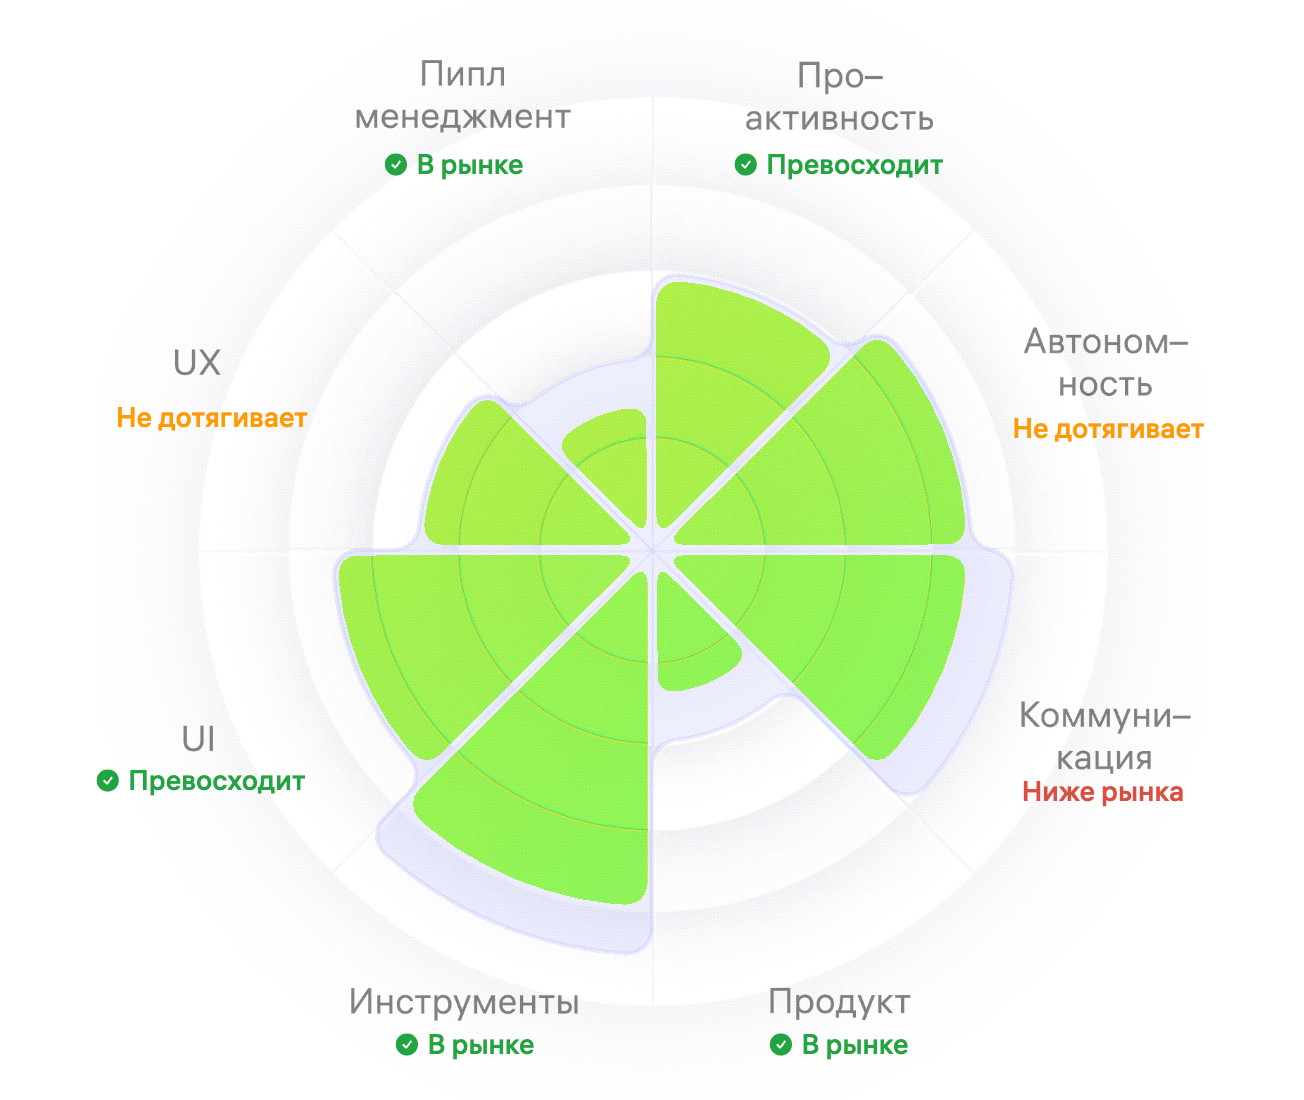 Пипл
менеджмент
В рынке
Про–
активность
Превосходит
Автоном–
ность
Не дотягивает
Коммуни–
кация
Ниже рынка
Продукт
В рынке
Инструменты
В рынке
UI
Превосходит
UX
Не дотягивает